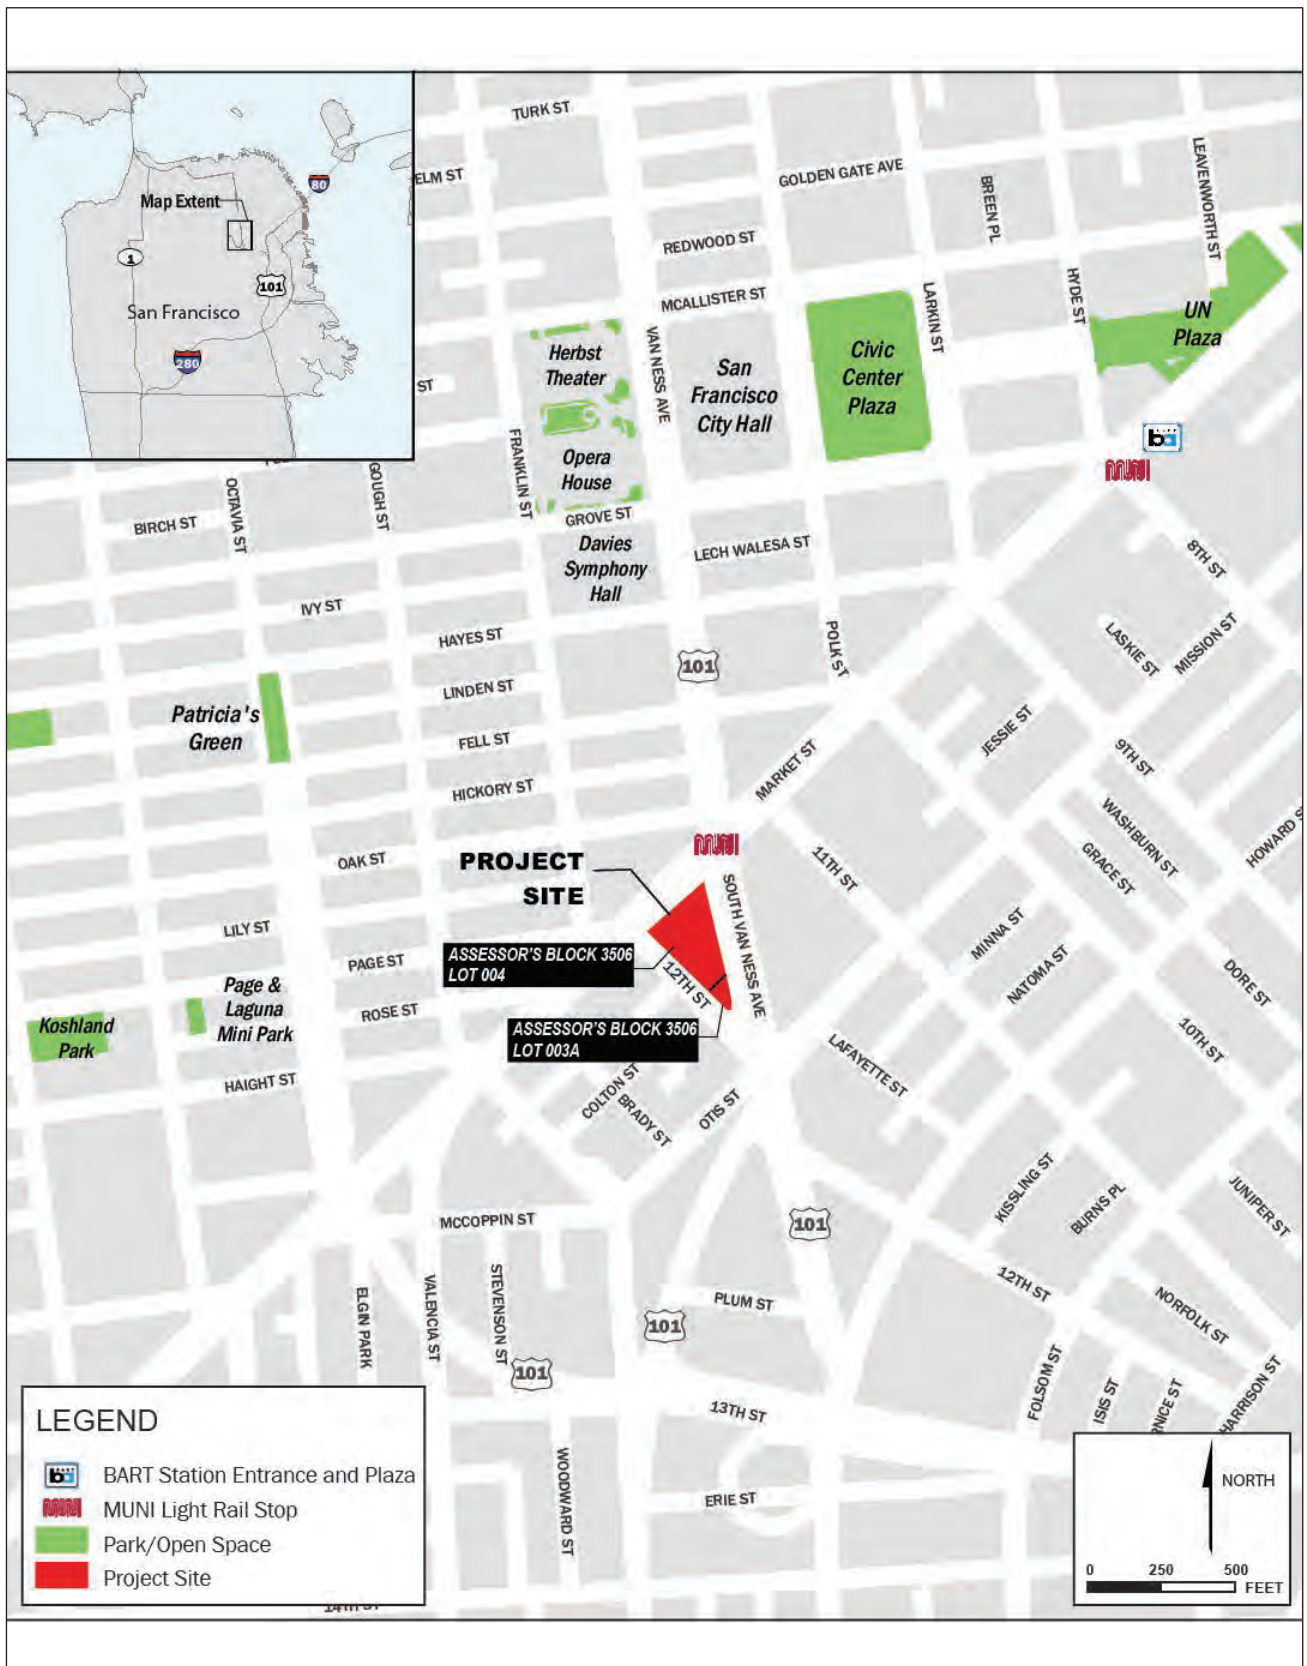 TURK ST
ELM ST
GOLDEN GATE AVE
LEAVENWORTH ST
BREEN PL
80
Map Extent
1
101
San Francisco
280
REDWOOD ST
MCALLISTER ST
LARKIN ST
HYDE ST
UN
Plaza
VAN NESS AVE
Herbst
Theater
San
Francisco
City Hall
Civic
Center
Plaza
ST
Opera
House
ba
MUNI
FRANKLIN ST
GOUGH ST
OCTAVIA ST
BIRCH ST
GROVE ST
Davies
Symphony
Hall
LECH WALESA ST
8TH ST
IVY ST
HAYES ST
POLK ST
LASKIE ST
MISSION ST
101
LINDEN ST
Patricia's
Green
FELL ST
JESSIE ST
9TH ST
MARKET ST
HICKORY ST
WASHBURN ST
GRACE ST
HOWARD S
MUNI
OAK ST
PROJECT
SITE
11TH ST
SOUTH VAN NESS AVE
LILY ST
MINNA ST
NATOMA ST
DORE ST
ASSESSOR'S BLOCK 3506
LOT 004
PAGE ST
12TH ST
Page &
Laguna
Mini Park
ROSE ST
Koshland
Park
ASSESSOR'S BLOCK 3506
LOT 003A
10TH ST
LAFAYETTE ST
HAIGHT ST
COLTON ST
BRADY ST
OTIS ST
KISSLING ST
BURNS PL
JUNIPER ST
MCCOPPIN ST
101
STEVENSON ST
VALENCIA ST
ELGIN PARK
12TH ST
PLUM ST
NORFOLK ST
101
101
FOLSOM ST
ISIS ST
RNICE ST
HARRISON ST
13TH ST
WOODWARD ST
ERIE ST
14TH ST
LEGEND
ba
BART Station Entrance and Plaza
MUNI
MUNI Light Rail Stop
Park/Open Space
Project Site
NORTH
0 250 500
FEET